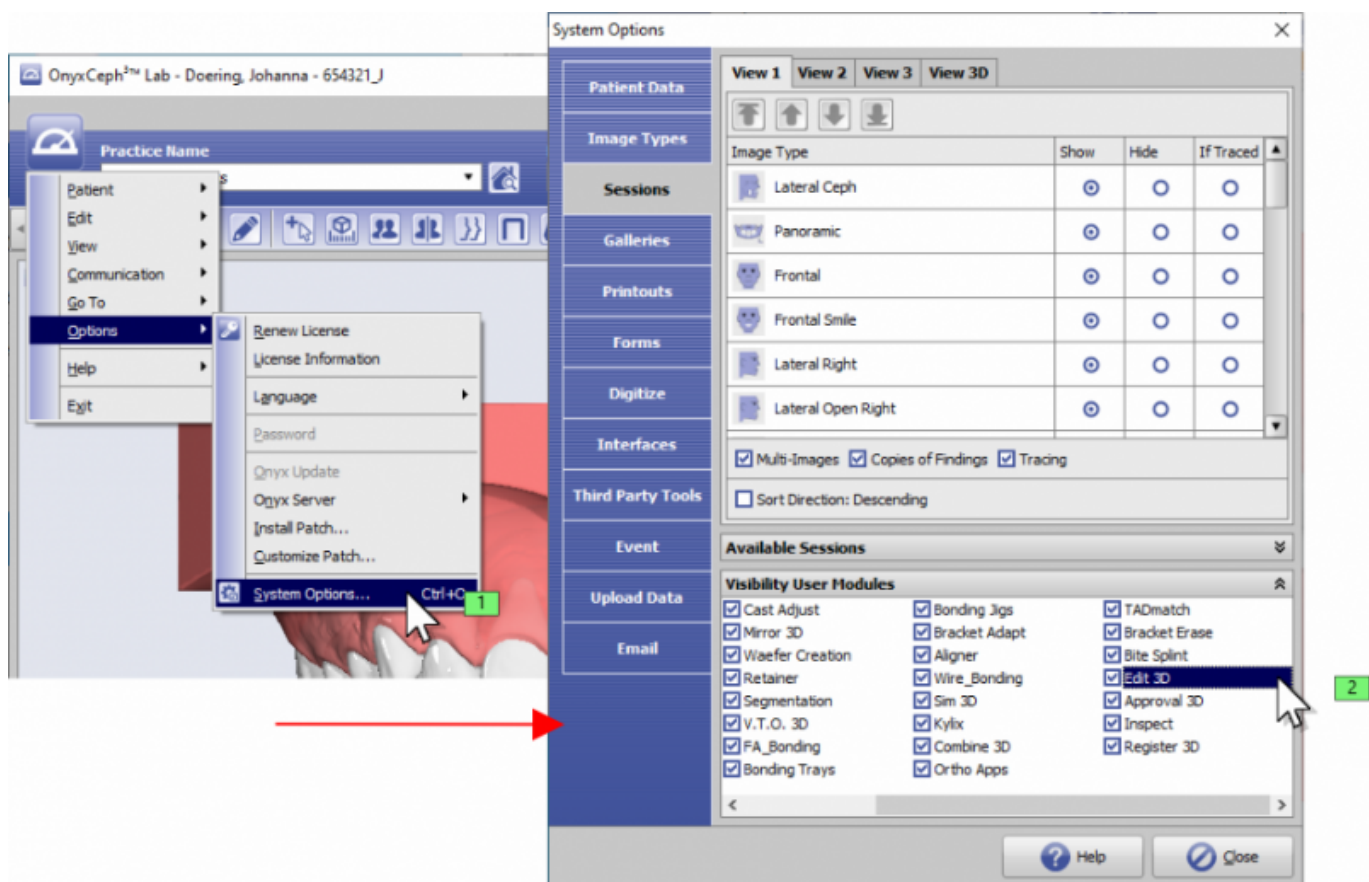 OnyxCeph³™ Lab - Doering, Johanna - 654321_J
Practice Name
s
Patient
Edit
View
Communication
Go To
Options
Help
Exit
Renew License
License Information
Language
Password
Onyx Update
Onyx Server
Install Patch...
Customize Patch...
System Options... Ctrl+O
1
System Options
Patient Data
Image Types
Sessions
Galleries
Printouts
Forms
Digitize
Interfaces
Third Party Tools
Event
Upload Data
Email
View 1 View 2 View 3 View 3D
Image Type Show Hide If Traced
Lateral Ceph
Panoramic
Frontal
Frontal Smile
Lateral Right
Lateral Open Right
Multi-Images Copies of Findings Tracing
Sort Direction: Descending
Available Sessions
Visibility User Modules
Cast Adjust Bonding Jigs TADmatch
Mirror 3D Bracket Adapt Bracket Erase
Waefer Creation Aligner Bite Splint
Retainer Wire_Bonding Edit 3D
Segmentation Sim 3D Approval 3D
V.T.O. 3D Kylix Inspect
FA_Bonding Combine 3D Register 3D
Bonding Trays Ortho Apps
2
Help Close